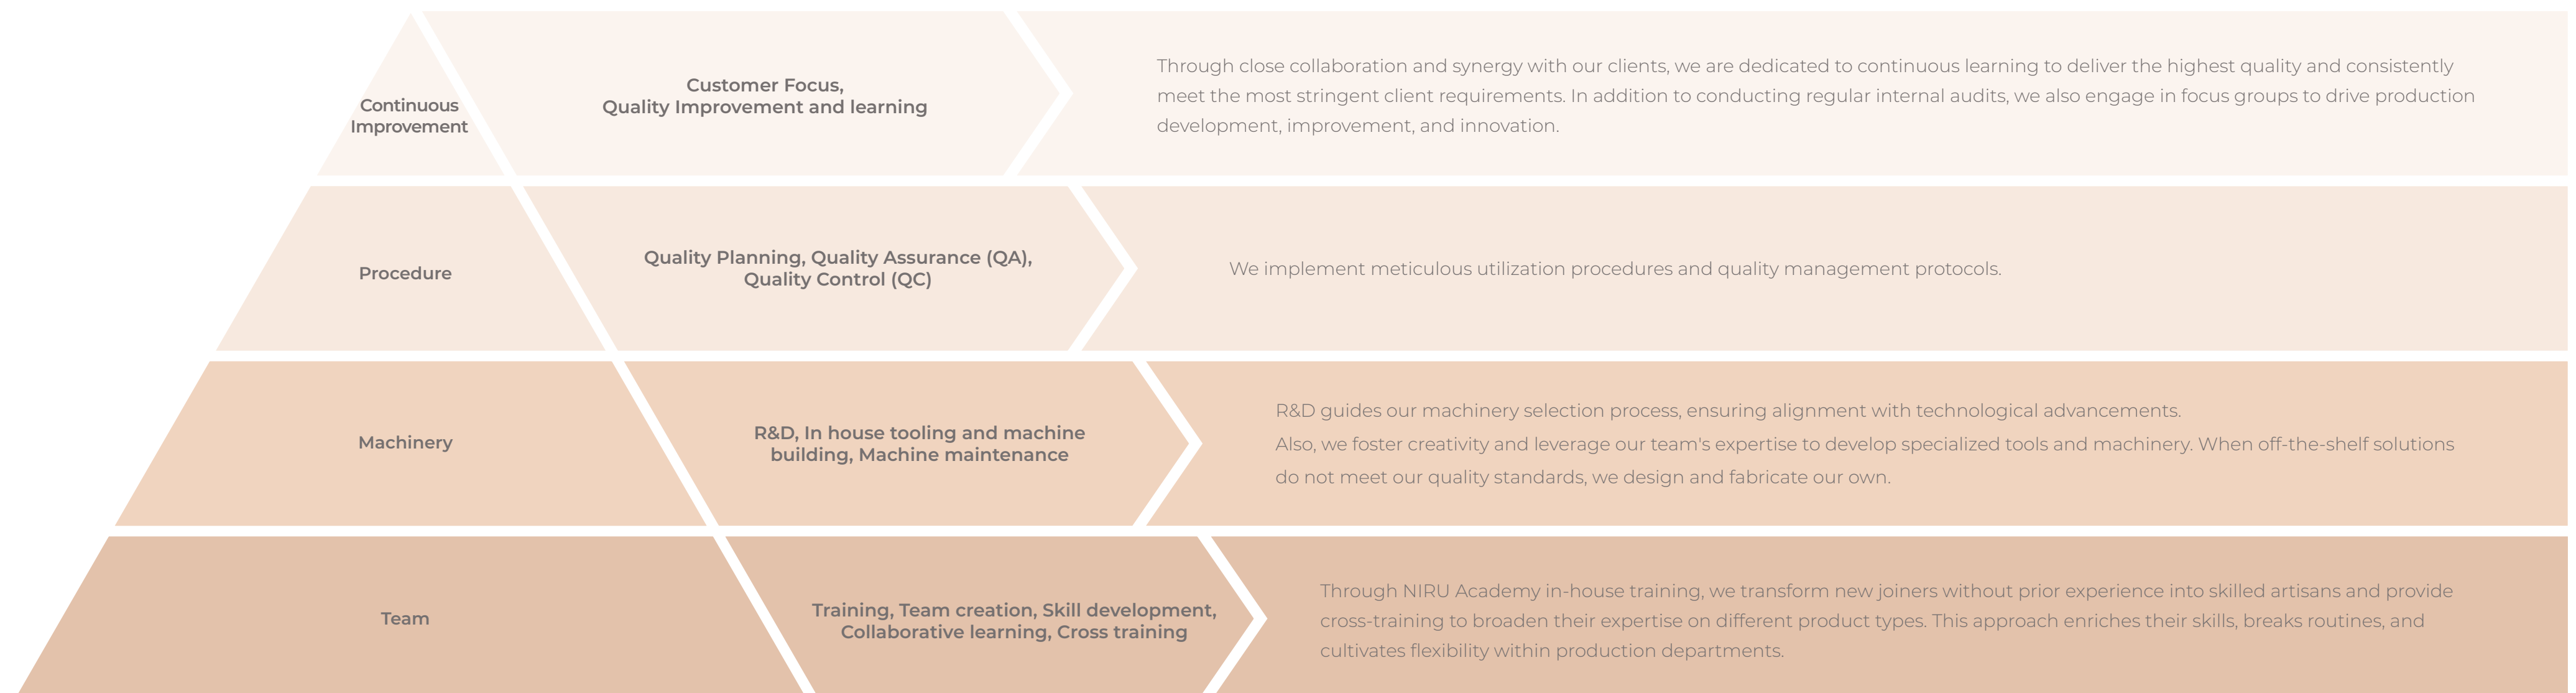 Continuous
Improvement
Customer Focus,
Quality Improvement and learning
Through close collaboration and synergy with our clients, we are dedicated to continuous learning to deliver the highest quality and consistently
meet the most stringent client requirements. In addition to conducting regular internal audits, we also engage in focus groups to drive production
development, improvement, and innovation.
Procedure
Quality Planning, Quality Assurance (QA),
Quality Control (QC)
We implement meticulous utilization procedures and quality management protocols.
Machinery
R&D, In house tooling and machine
building, Machine maintenance
R&D guides our machinery selection process, ensuring alignment with technological advancements.
Also, we foster creativity and leverage our team's expertise to develop specialized tools and machinery. When off-the-shelf solutions
do not meet our quality standards, we design and fabricate our own.
Team
Training, Team creation, Skill development,
Collaborative learning, Cross training
Through NIRU Academy in-house training, we transform new joiners without prior experience into skilled artisans and provide
cross-training to broaden their expertise on different product types. This approach enriches their skills, breaks routines, and
cultivates flexibility within production departments.